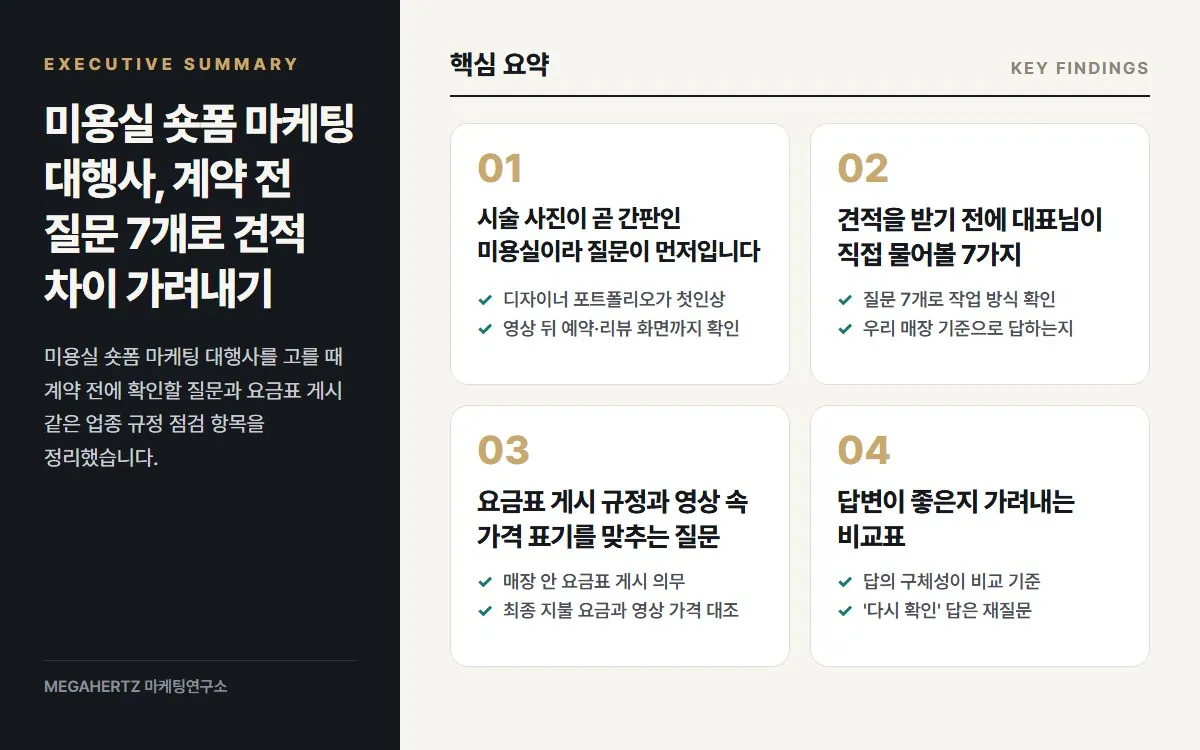 EXECUTIVE SUMMARY
미용실 숏폼 마케팅
대행사, 계약 전
질문 7개로 견적
차이 가려내기
미용실 숏폼 마케팅 대행사를 고를 때
계약 전에 확인할 질문과 요금표 게시
같은 업종 규정 점검 항목을
정리했습니다.
MEGAHERTZ 마케팅연구소
핵심 요약
KEY FINDINGS
01
시술 사진이 곧 간판인
미용실이라 질문이 먼저입니다
디자이너 포트폴리오가 첫인상
영상 뒤 예약·리뷰 화면까지 확인
02
견적을 받기 전에 대표님이
직접 물어볼 7가지
질문 7개로 작업 방식 확인
우리 매장 기준으로 답하는지
03
요금표 게시 규정과 영상 속
가격 표기를 맞추는 질문
매장 안 요금표 게시 의무
최종 지불 요금과 영상 가격 대조
04
답변이 좋은지 가려내는
비교표
답의 구체성이 비교 기준
'다시 확인' 답은 재질문